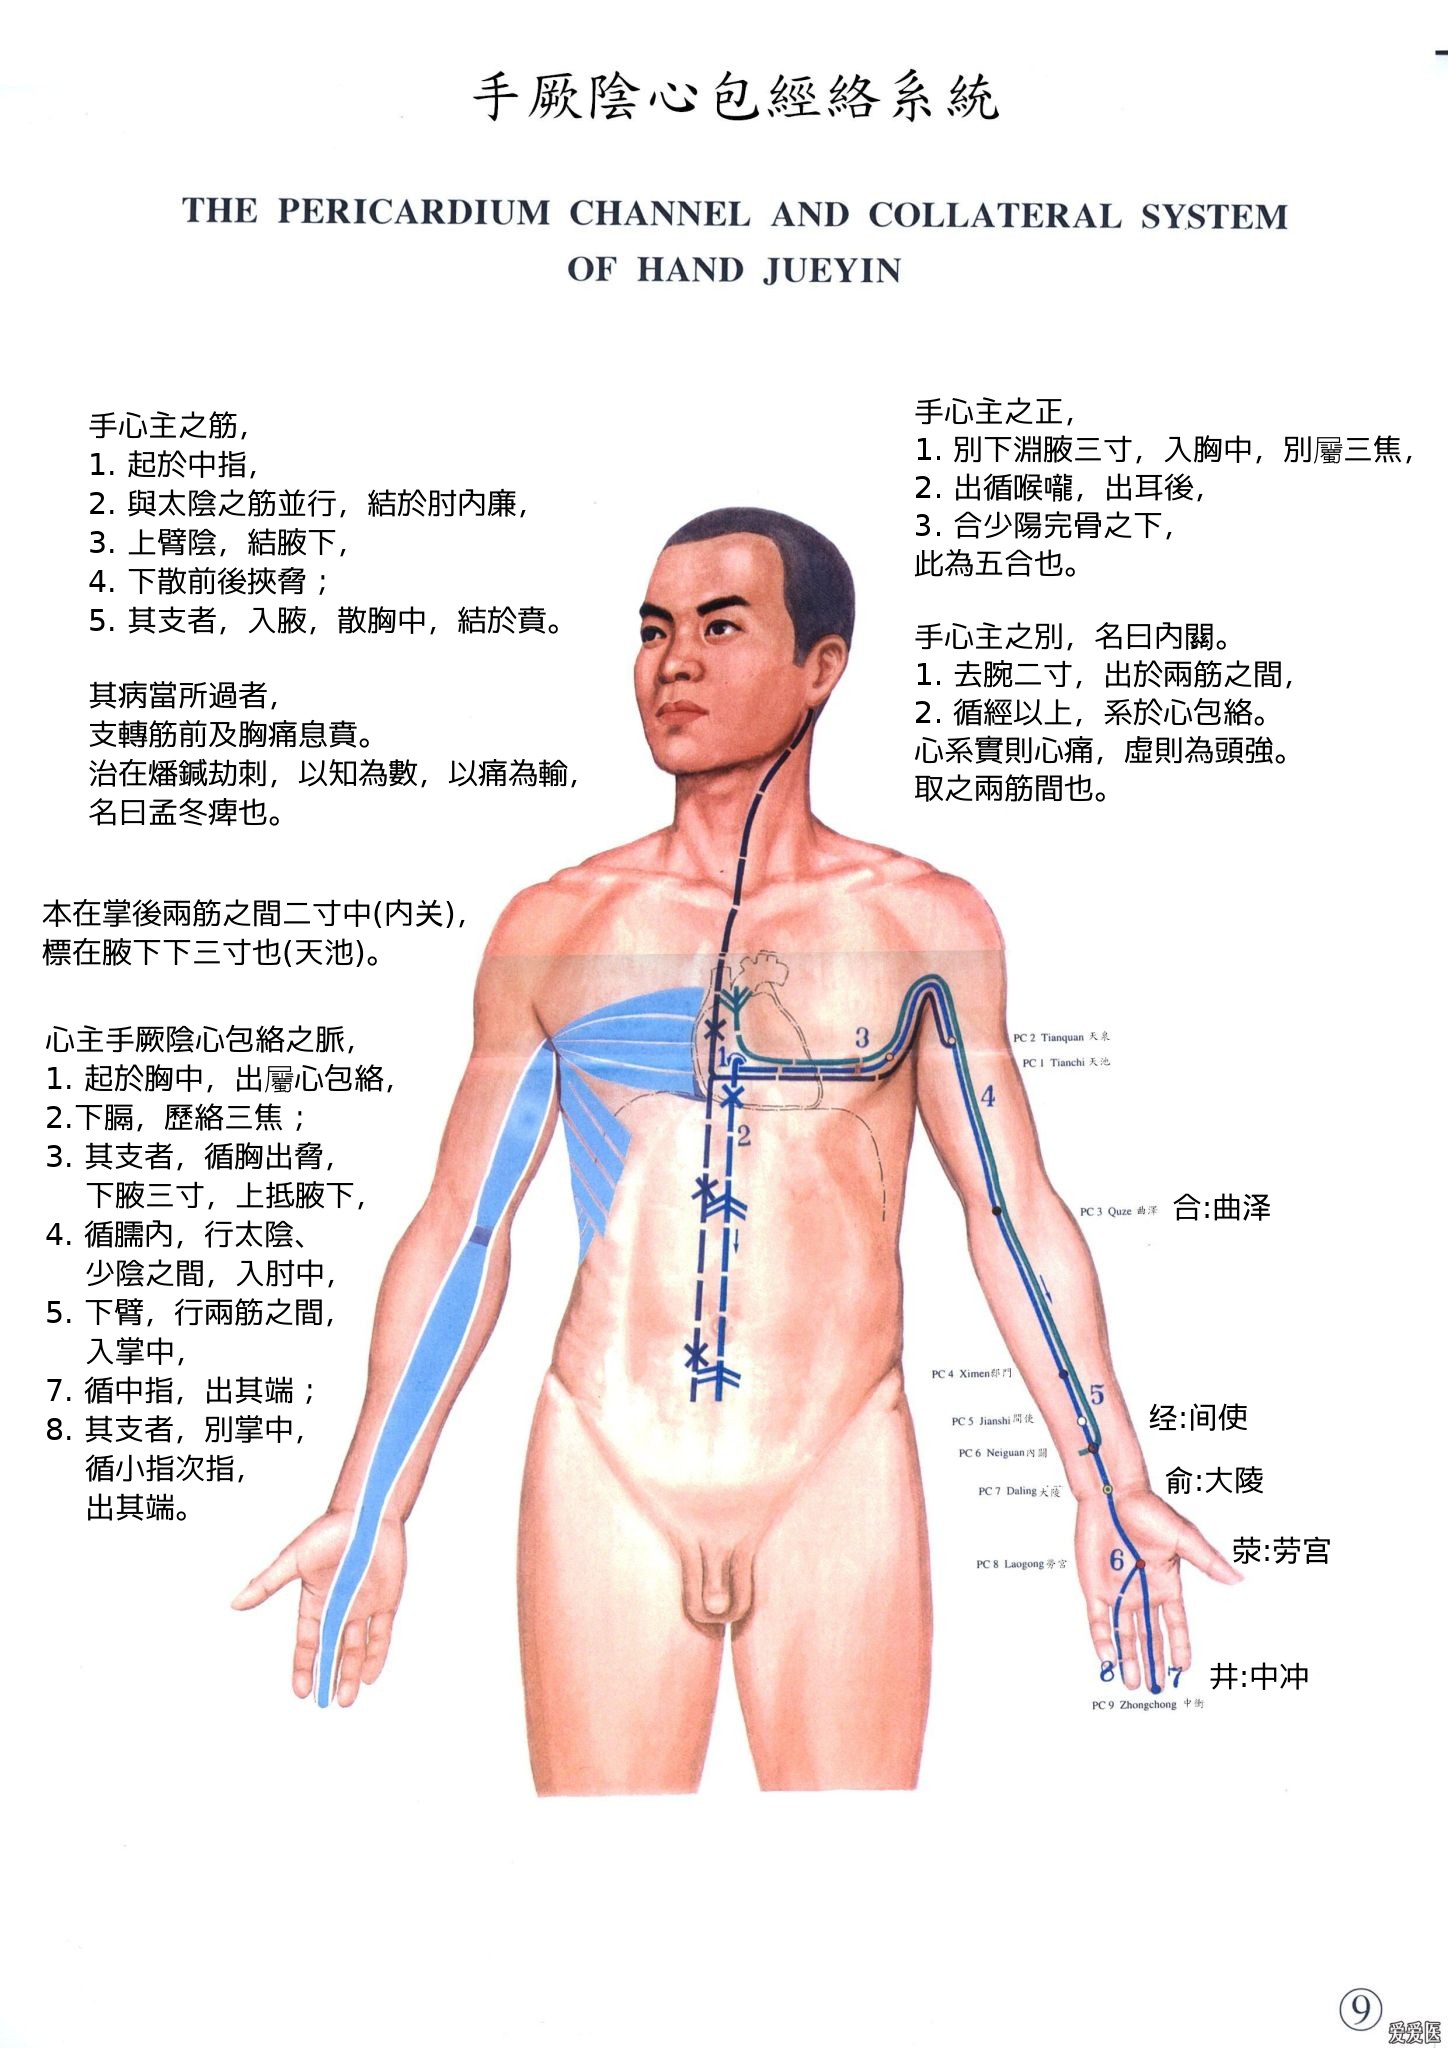 手厥陰心包經絡系統
THE PERICARDIUM CHANNEL AND COLLATERAL SYSTEM
OF HAND JUEYIN
手心主之筋，
1. 起於中指，
2. 與太陰之筋並行，結於肘內廉，
3. 上臂陰，結腋下，
4. 下散前後挾脅；
5. 其支者，入腋，散胸中，結於賁。
其病當所過者，
支轉筋前及胸痛息賁。
治在燔鍼劫刺，以知為數，以痛為輸，
名曰孟冬痺也。
本在掌後兩筋之間二寸中(内关)，
標在腋下下三寸也(天池)。
心主手厥陰心包絡之脈，
1. 起於胸中，出屬心包絡，
2.下膈，歷絡三焦；
3. 其支者，循胸出脅，
下腋三寸，上抵腋下，
4. 循臑內，行太陰、
少陰之間，入肘中，
5. 下臂，行兩筋之間，
入掌中，
7. 循中指，出其端；
8. 其支者，別掌中，
循小指次指，
出其端。
手心主之正，
1. 別下淵腋三寸，入胸中，別屬三焦，
2. 出循喉嚨，出耳後，
3. 合少陽完骨之下，
此為五合也。
手心主之別，名曰內關。
1. 去腕二寸，出於兩筋之間，
2. 循經以上，系於心包絡。
心系實則心痛，虛則為頭強。
取之兩筋間也。
1
2
3
4
5
6
7
8
PC 2 Tianquan 天泉
PC 1 Tianchi 天池
PC 3 Quze 曲澤
合:曲泽
PC 4 Ximen 郄門
PC 5 Jianshi 間使
经:间使
PC 6 Neiguan 內關
PC 7 Daling 大陵
俞:大陵
PC 8 Laogong 勞宮
荥:劳宫
井:中冲
PC 9 Zhongchong 中衝
9
爱爱医